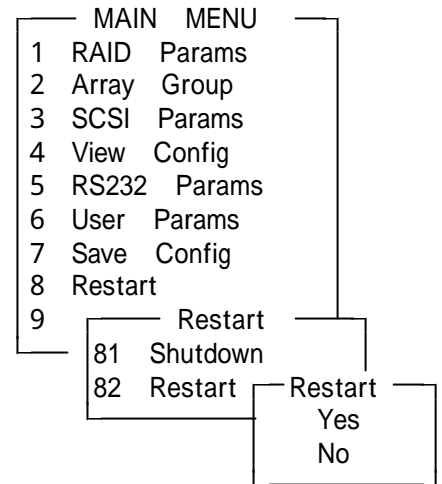 MAIN MENU
1 RAID Params
2 Array Group
3 SCSI Params
4 View Config
5 RS232 Params
6 User Params
7 Save Config
8 Restart
9
Restart
81 Shutdown
82 Restart
Restart
Yes
No